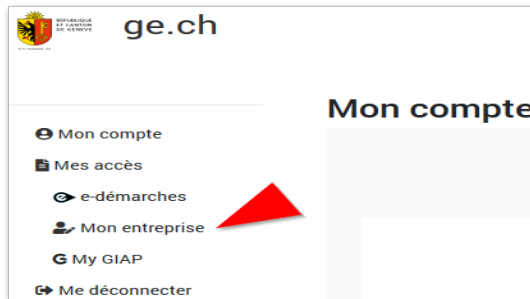 RÉPUBLIQUE
ET CANTON
DE GENÈVE
ge.ch
Mon compte
Mon compte
Mes accès
e-démarches
Mon entreprise
G My GIAP
Me déconnecter